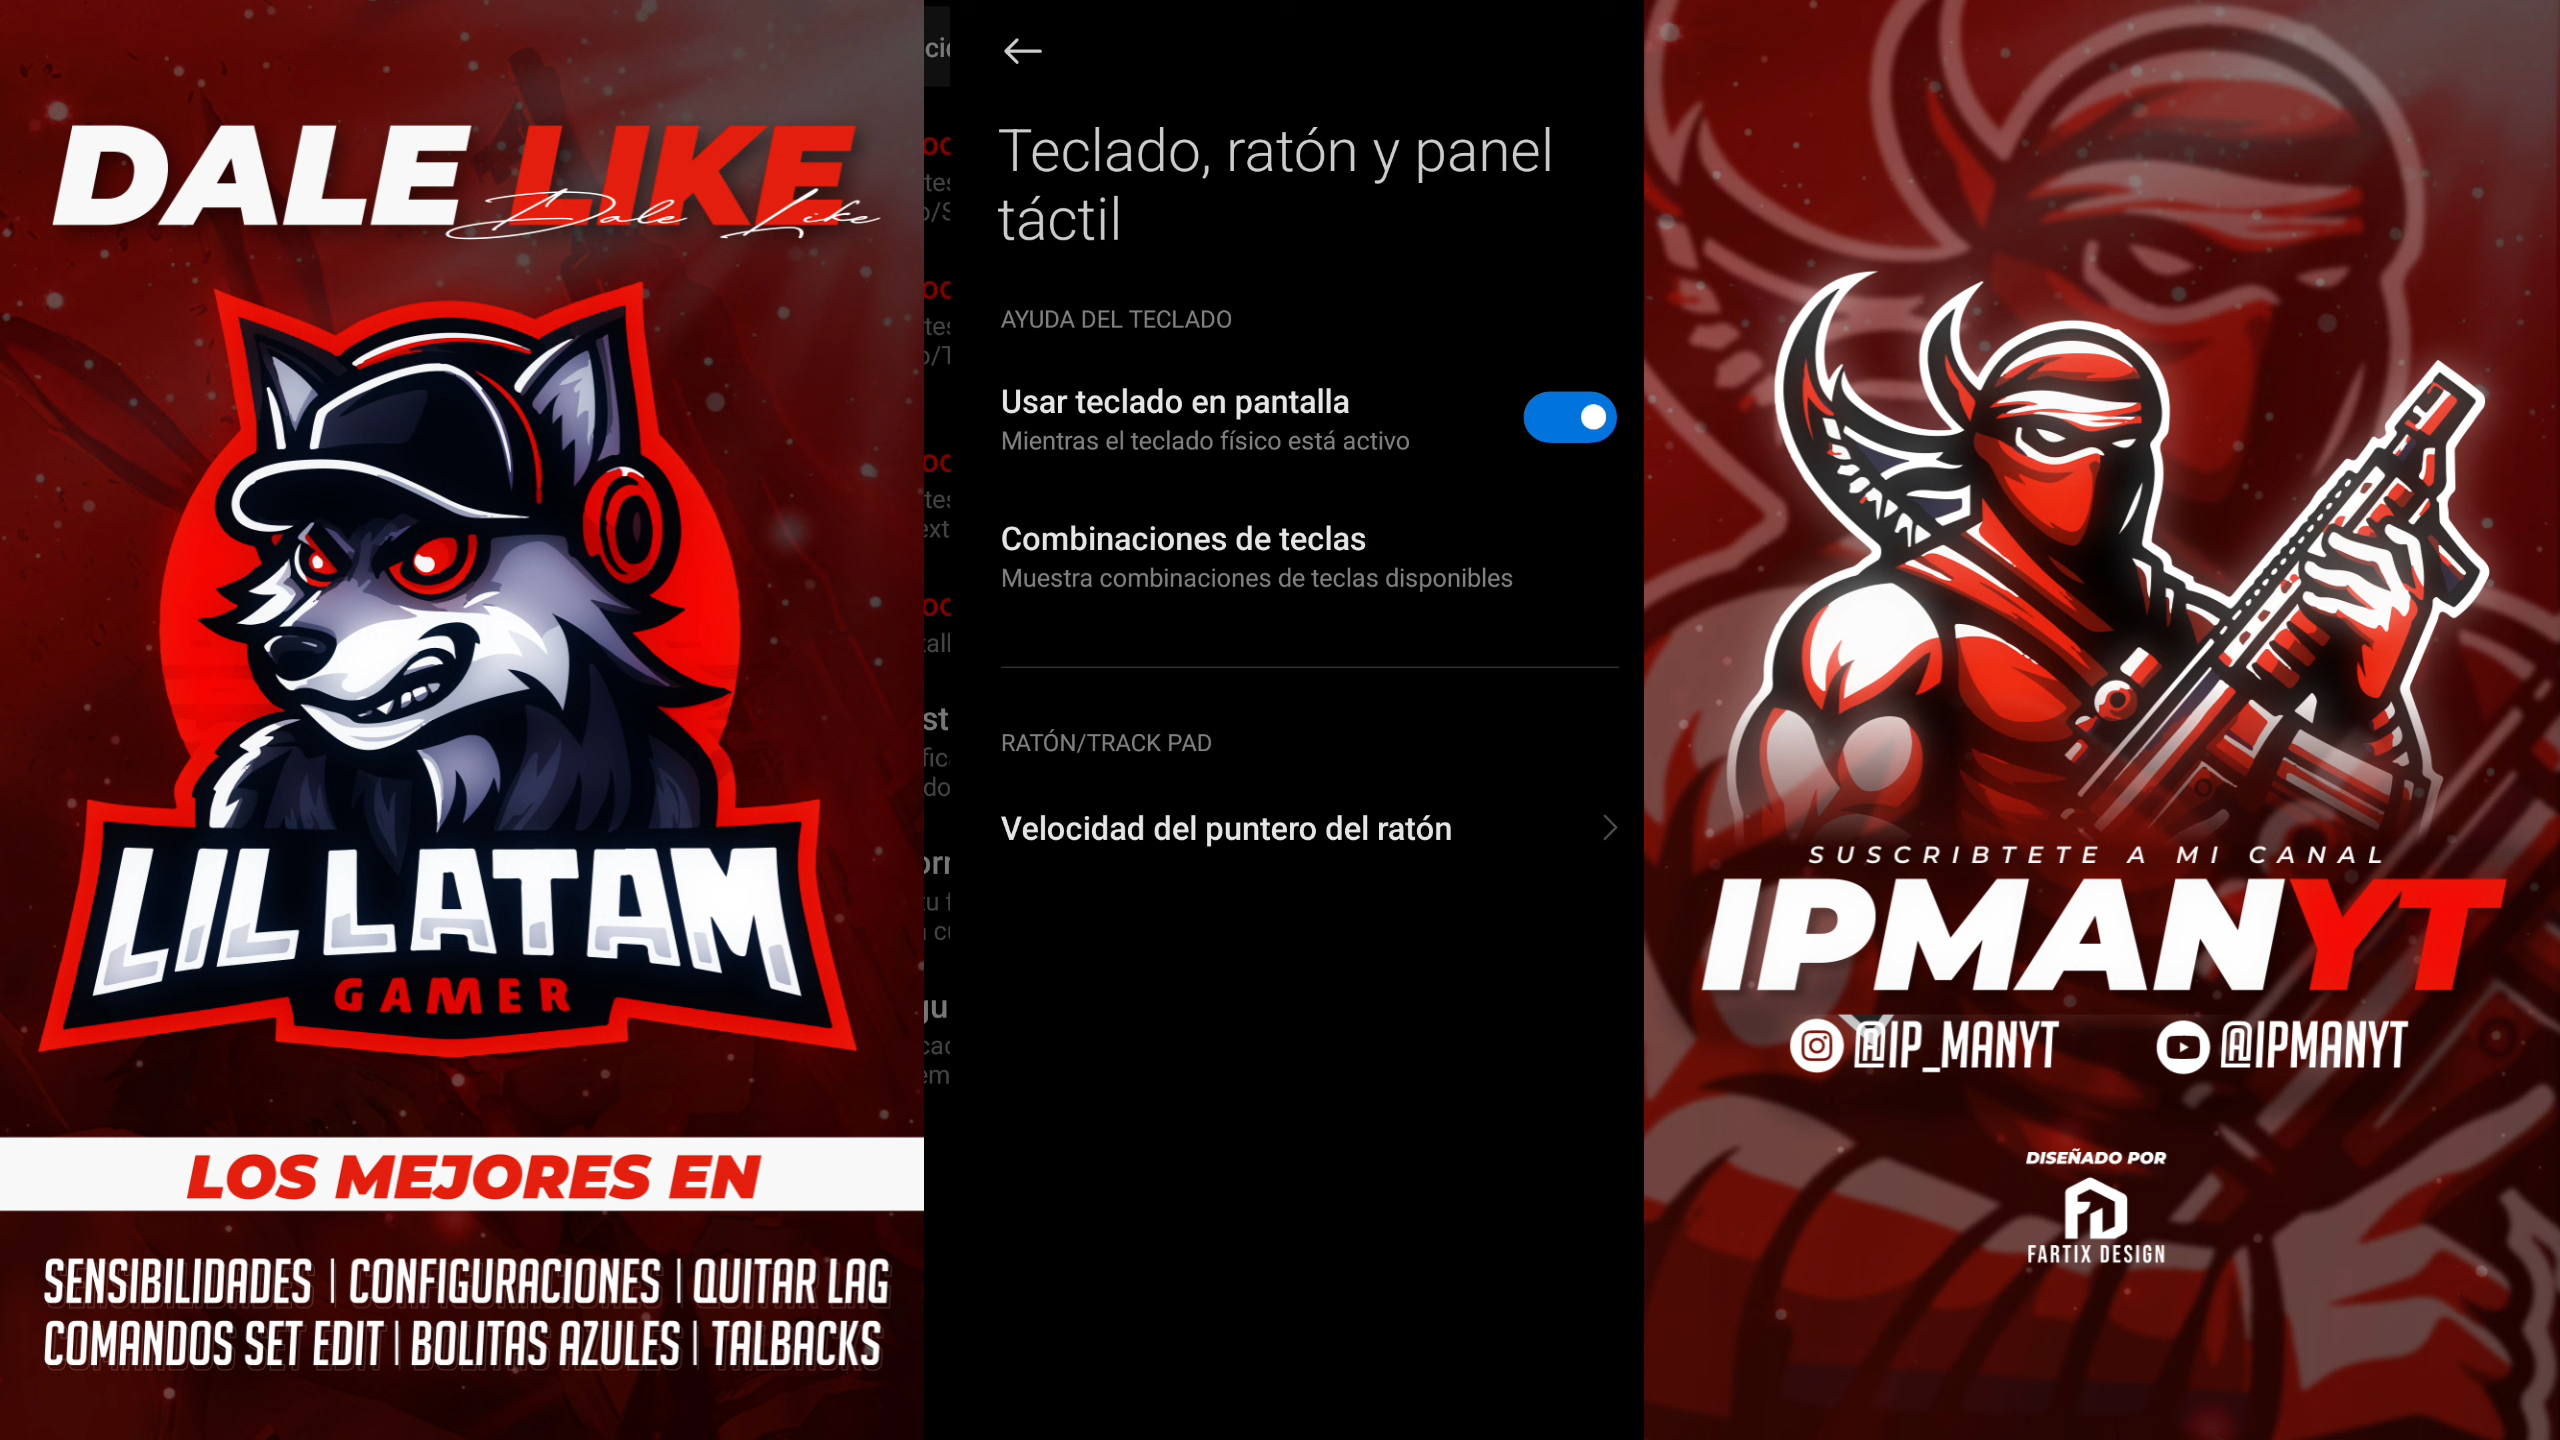 DALE LIKE
Dale Like
LIL LATAM
GAMER
LOS MEJORES EN
SENSIBILIDADES | CONFIGURACIONES | QUITAR LAG
COMANDOS SET EDIT | BOLITAS AZULES | TALBACKS
Teclado, ratón y panel
táctil
AYUDA DEL TECLADO
Usar teclado en pantalla
Mientras el teclado físico está activo
Combinaciones de teclas
Muestra combinaciones de teclas disponibles
RATÓN/TRACK PAD
Velocidad del puntero del ratón
SUSCRIBTETE A MI CANAL
IPMANYT
@IP_MANYT
@IPMANYT
DISEÑADO POR
FARTIX DESIGN